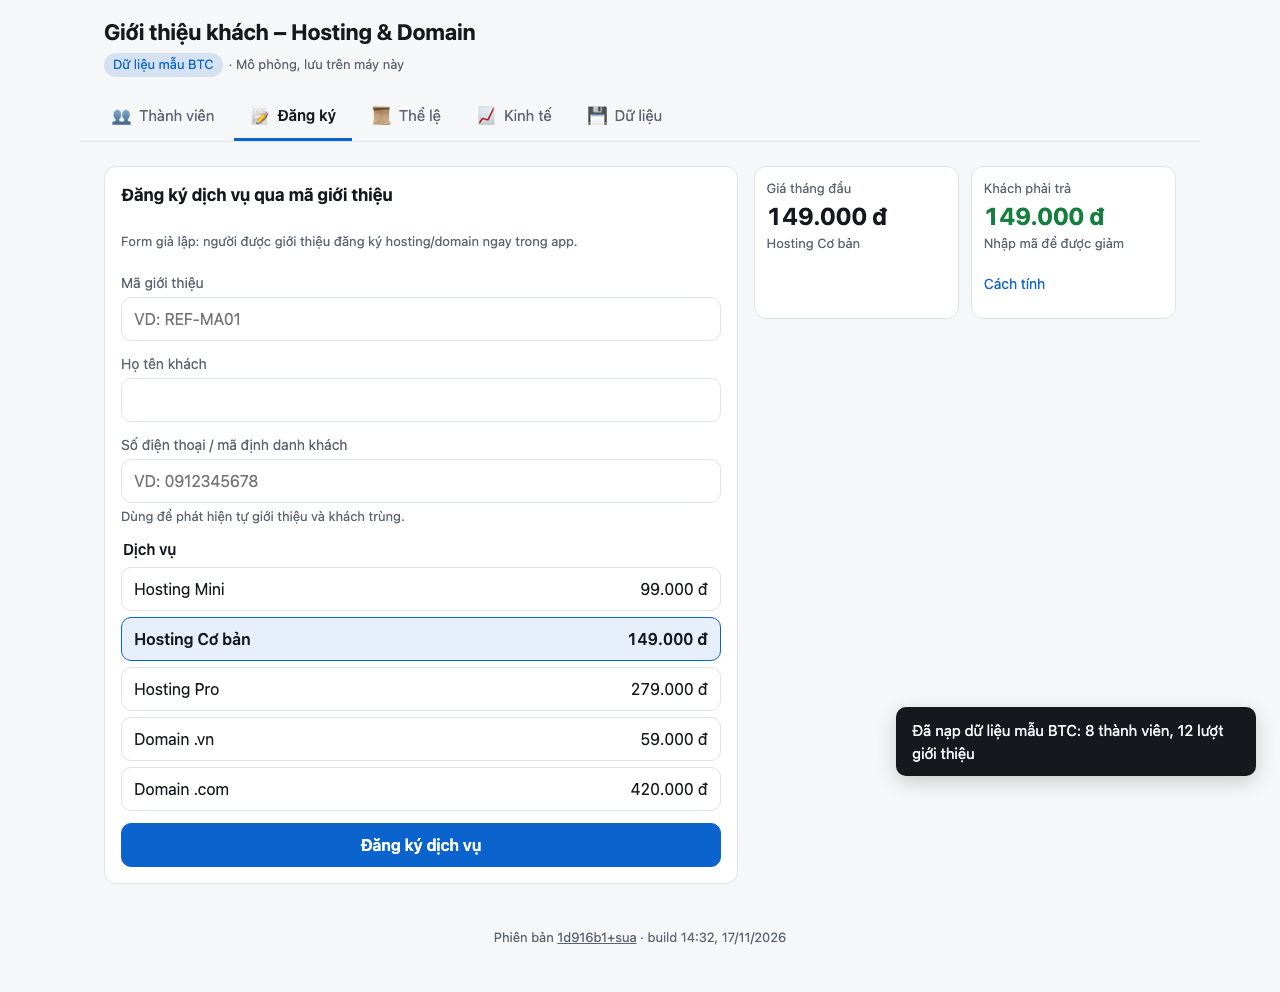 Giới thiệu khách – Hosting & Domain
Dữ liệu mẫu BTC · Mô phỏng, lưu trên máy này
Thành viên
Đăng ký
Thể lệ
Kinh tế
Dữ liệu
Đăng ký dịch vụ qua mã giới thiệu
Form giả lập: người được giới thiệu đăng ký hosting/domain ngay trong app.
Mã giới thiệu
VD: REF-MA01
Họ tên khách
Số điện thoại / mã định danh khách
VD: 0912345678
Dùng để phát hiện tự giới thiệu và khách trùng.
Dịch vụ
Hosting Mini 99.000 đ
Hosting Cơ bản 149.000 đ
Hosting Pro 279.000 đ
Domain .vn 59.000 đ
Domain .com 420.000 đ
Đăng ký dịch vụ
Giá tháng đầu
149.000 đ
Hosting Cơ bản
Khách phải trả
149.000 đ
Nhập mã để được giảm
Cách tính
Đã nạp dữ liệu mẫu BTC: 8 thành viên, 12 lượt
giới thiệu
Phiên bản 1d916b1+sua · build 14:32, 17/11/2026